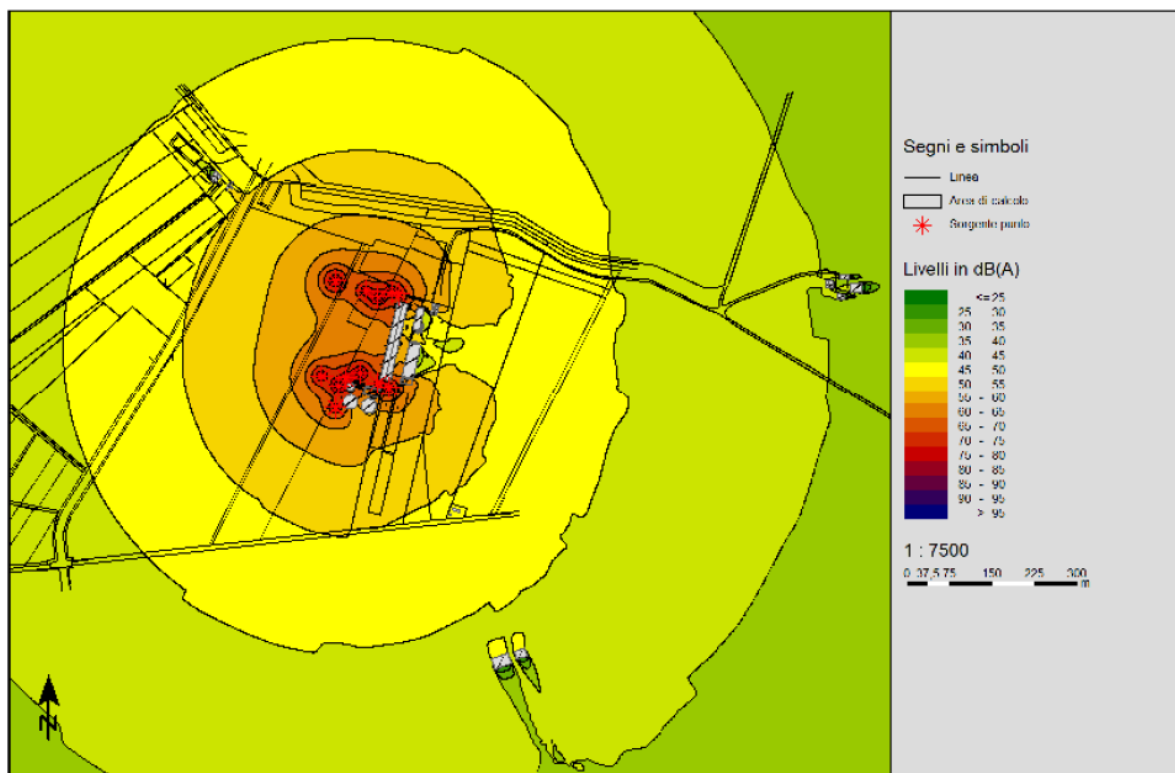 Segni e simboli
Linea
Area di calcolo
Sorgente punto
Livelli in dB(A)
<= 25
25 - 30
30 - 35
35 - 40
40 - 45
45 - 50
50 - 55
55 - 60
60 - 65
65 - 70
70 - 75
75 - 80
80 - 85
85 - 90
90 - 95
> 95
1 : 7500
0 37,5 75 150 225 300
m
N